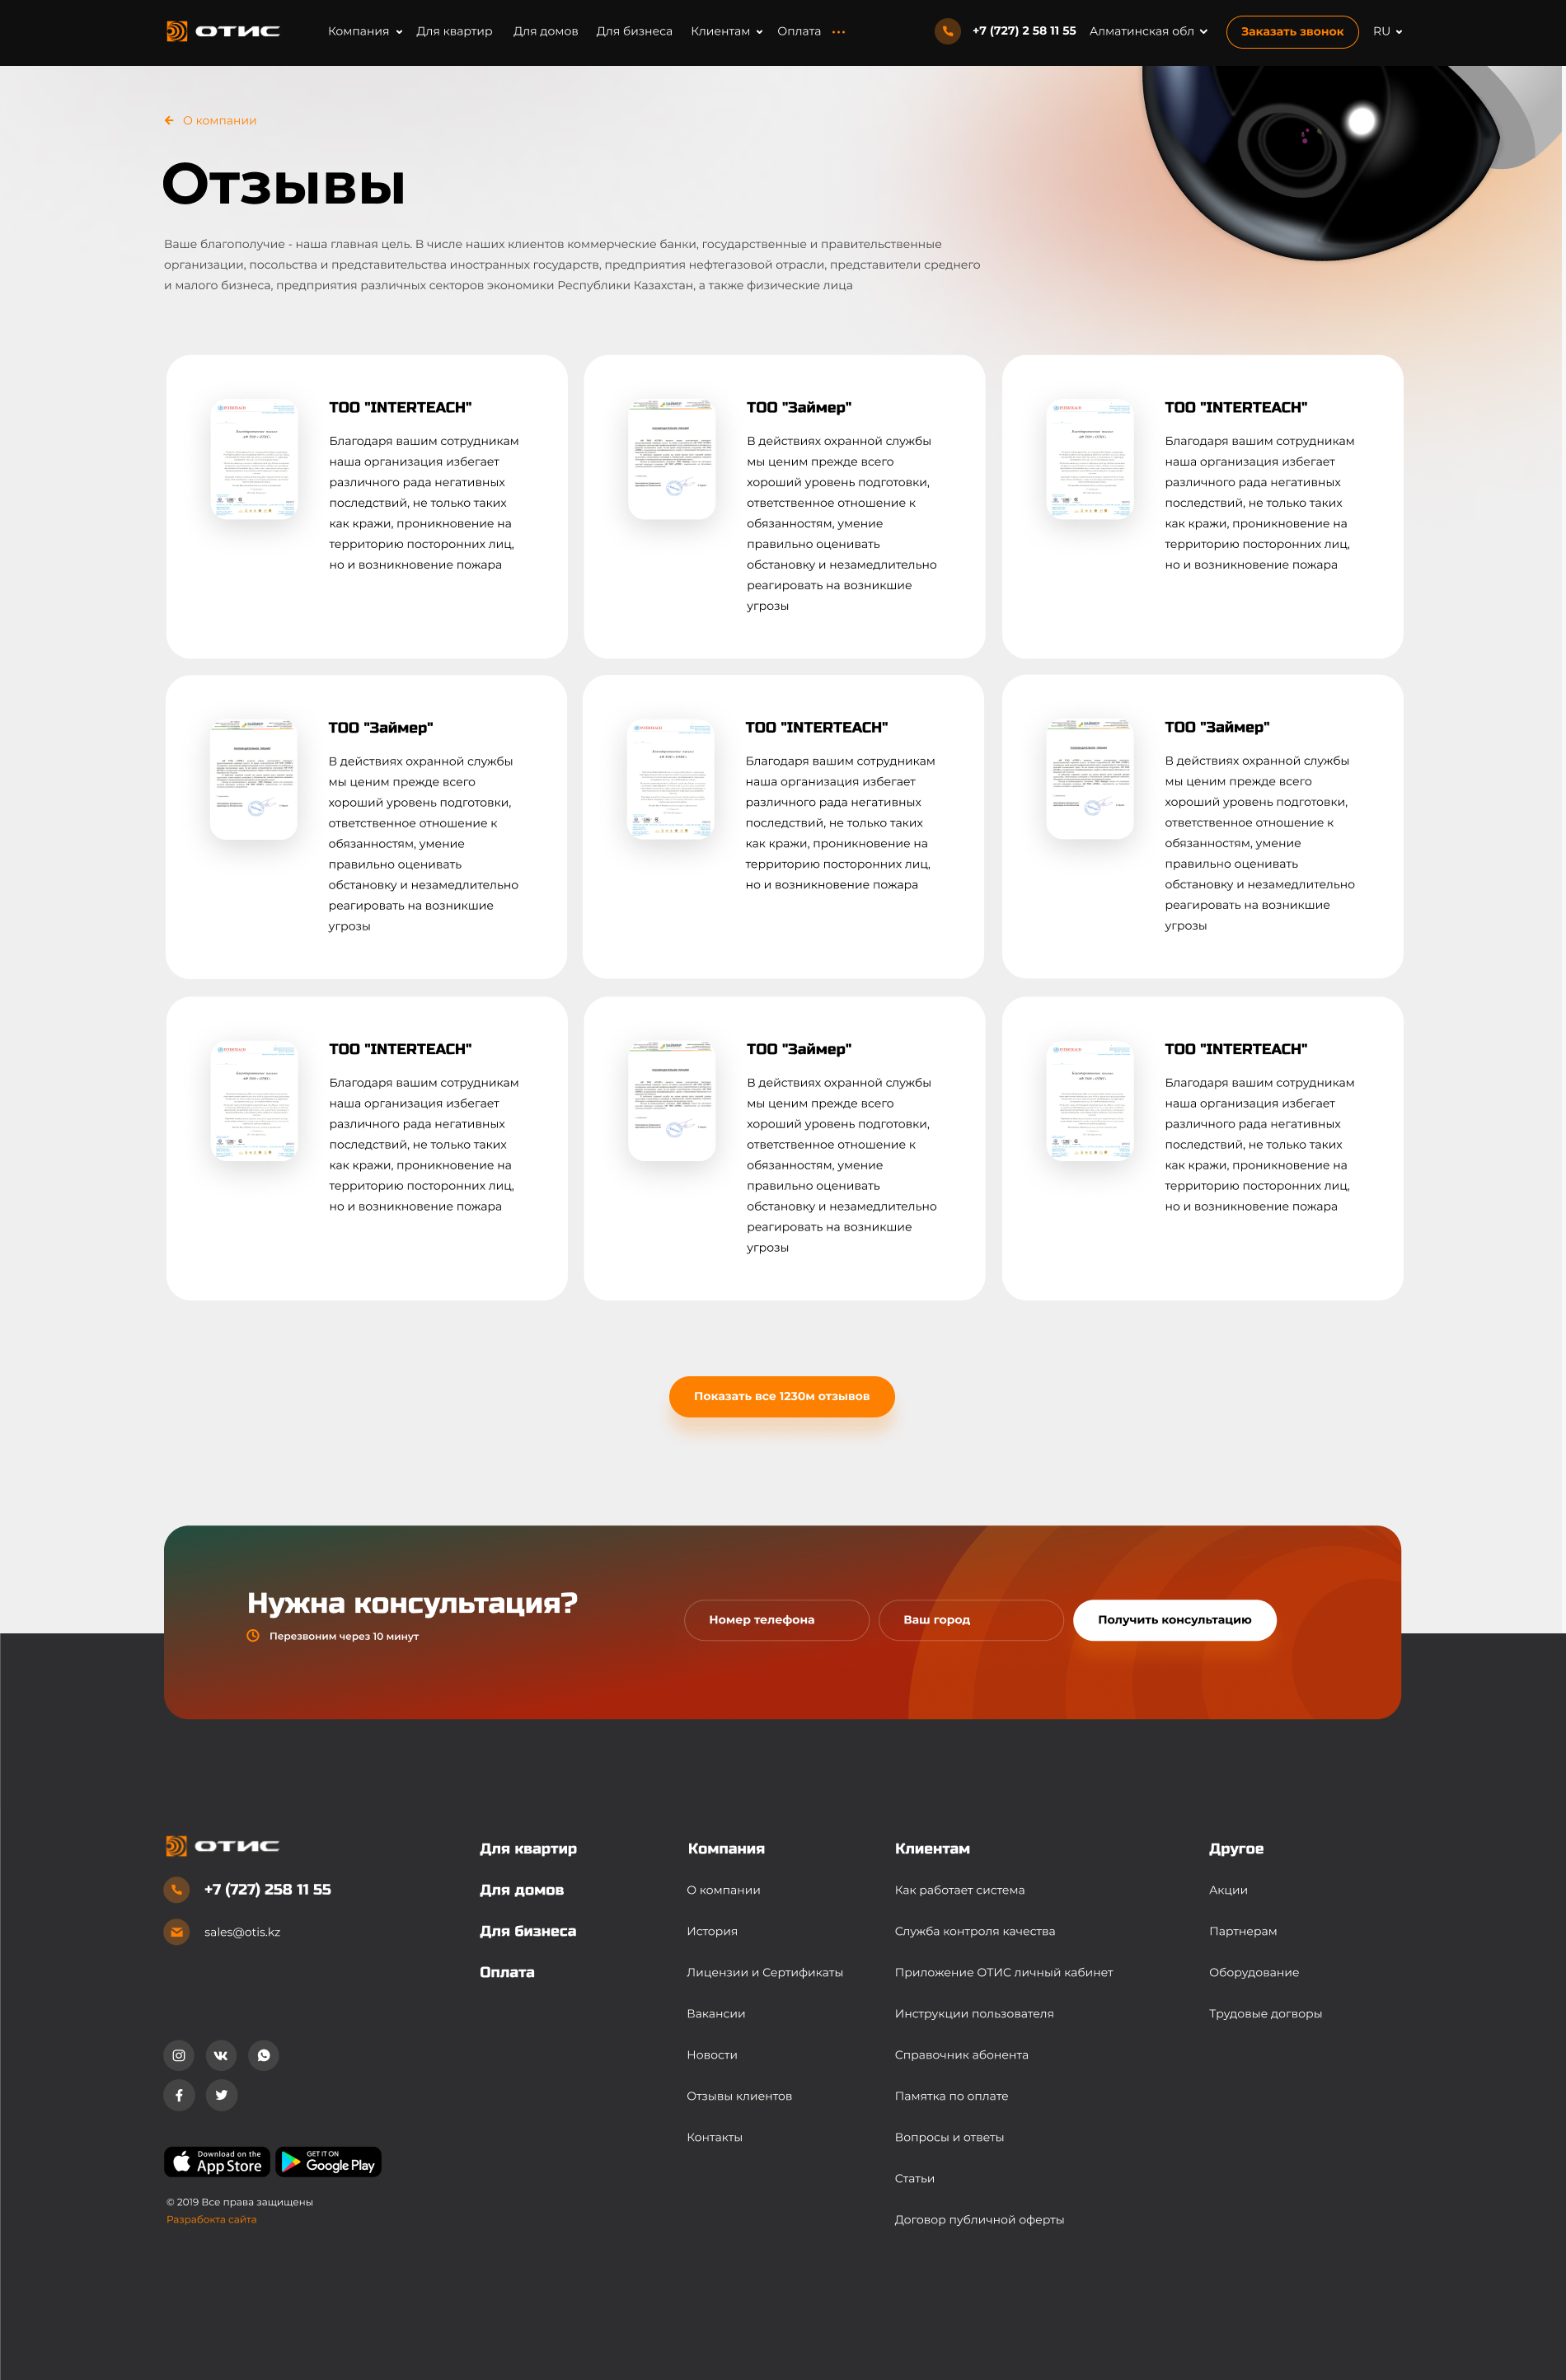 ОТИС
Компания Для квартир Для домов Для бизнеса Клиентам Оплата
+7 (727) 2 58 11 55 Алматинская обл Заказать звонок RU
О компании
Отзывы
Ваше благополучие - наша главная цель. В числе наших клиентов коммерческие банки, государственные и правительственные
организации, посольства и представительства иностранных государств, предприятия нефтегазовой отрасли, представители среднего
и малого бизнеса, предприятия различных секторов экономики Республики Казахстан, а также физические лица
ТОО "INTERTEACH"
Благодаря вашим сотрудникам
наша организация избегает
различного рада негативных
последствий, не только таких
как кражи, проникновение на
территорию посторонних лиц,
но и возникновение пожара
ТОО "Займер"
В действиях охранной службы
мы ценим прежде всего
хороший уровень подготовки,
ответственное отношение к
обязанностям, умение
правильно оценивать
обстановку и незамедлительно
реагировать на возникшие
угрозы
ТОО "INTERTEACH"
Благодаря вашим сотрудникам
наша организация избегает
различного рада негативных
последствий, не только таких
как кражи, проникновение на
территорию посторонних лиц,
но и возникновение пожара
ТОО "Займер"
В действиях охранной службы
мы ценим прежде всего
хороший уровень подготовки,
ответственное отношение к
обязанностям, умение
правильно оценивать
обстановку и незамедлительно
реагировать на возникшие
угрозы
ТОО "INTERTEACH"
Благодаря вашим сотрудникам
наша организация избегает
различного рада негативных
последствий, не только таких
как кражи, проникновение на
территорию посторонних лиц,
но и возникновение пожара
ТОО "Займер"
В действиях охранной службы
мы ценим прежде всего
хороший уровень подготовки,
ответственное отношение к
обязанностям, умение
правильно оценивать
обстановку и незамедлительно
реагировать на возникшие
угрозы
ТОО "INTERTEACH"
Благодаря вашим сотрудникам
наша организация избегает
различного рада негативных
последствий, не только таких
как кражи, проникновение на
территорию посторонних лиц,
но и возникновение пожара
ТОО "Займер"
В действиях охранной службы
мы ценим прежде всего
хороший уровень подготовки,
ответственное отношение к
обязанностям, умение
правильно оценивать
обстановку и незамедлительно
реагировать на возникшие
угрозы
ТОО "INTERTEACH"
Благодаря вашим сотрудникам
наша организация избегает
различного рада негативных
последствий, не только таких
как кражи, проникновение на
территорию посторонних лиц,
но и возникновение пожара
Показать все 1230м отзывов
Нужна консультация?
Перезвоним через 10 минут
Номер телефона
Ваш город
Получить консультацию
ОТИС
+7 (727) 258 11 55
sales@otis.kz
Download on the
App Store
GET IT ON
Google Play
© 2019 Все права защищены
Разрабокта сайта
Для квартир
Для домов
Для бизнеса
Оплата
Компания
О компании
История
Лицензии и Сертификаты
Вакансии
Новости
Отзывы клиентов
Контакты
Клиентам
Как работает система
Служба контроля качества
Приложение ОТИС личный кабинет
Инструкции пользователя
Справочник абонента
Памятка по оплате
Вопросы и ответы
Статьи
Договор публичной оферты
Другое
Акции
Партнерам
Оборудование
Трудовые догворы